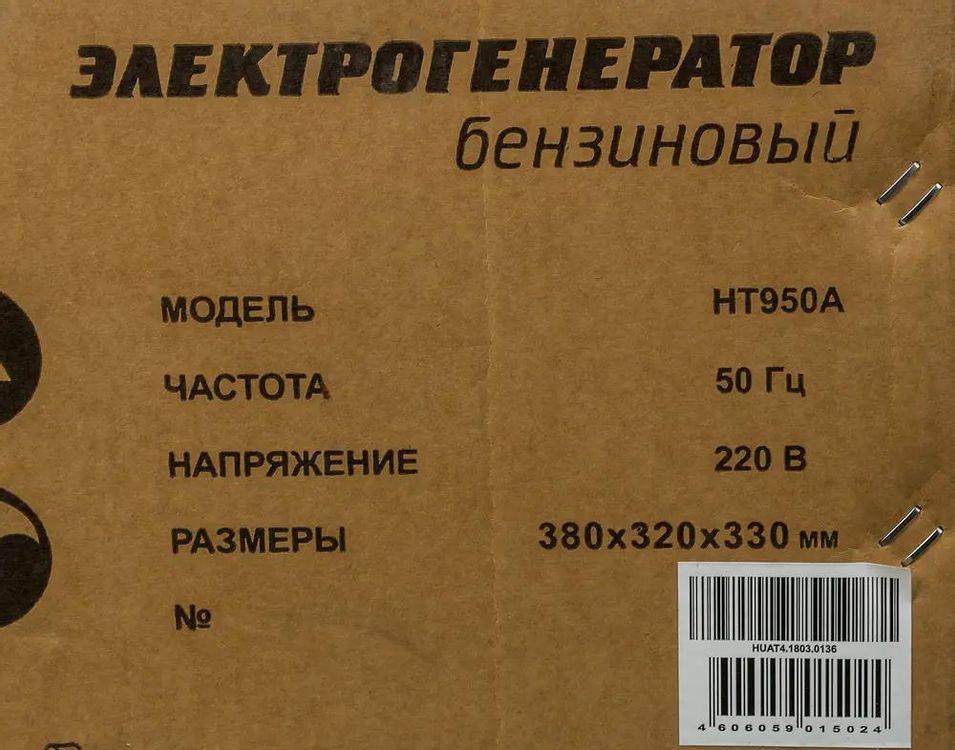 ЭЛЕКТРОГЕНЕРАТОР
бензиновый
МОДЕЛЬ HT950A
ЧАСТОТА 50 Гц
НАПРЯЖЕНИЕ 220 В
РАЗМЕРЫ 380x320x330 мм
№
HUAT4.1803.0136
4 606059 015024